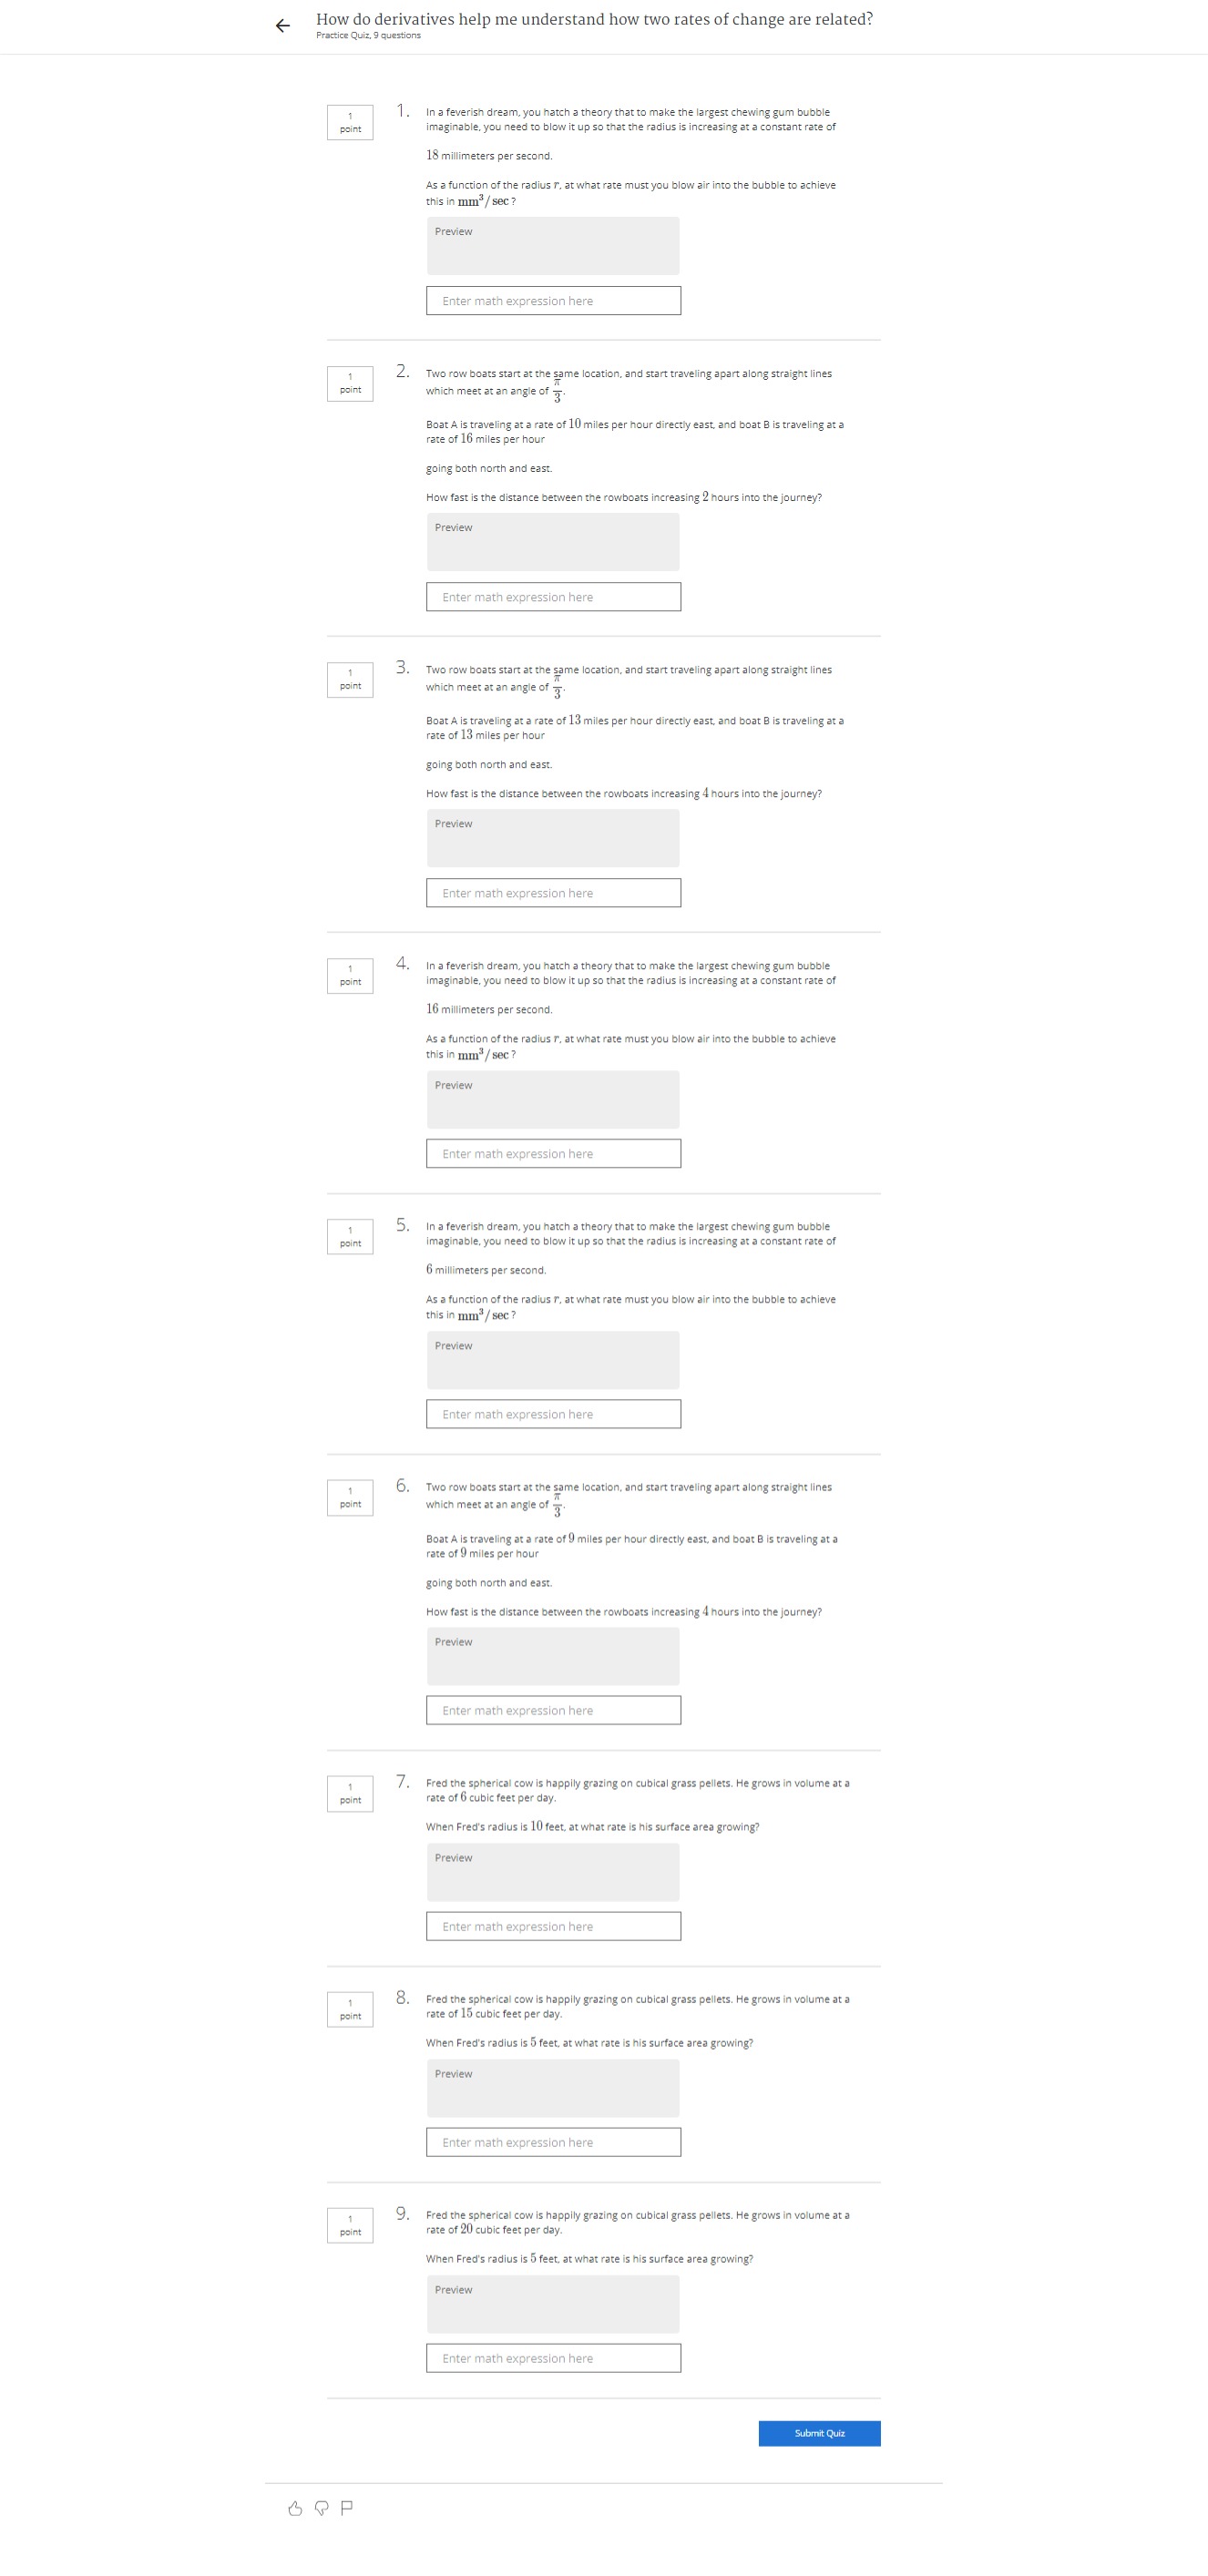 How do derivatives help me understand how two rates of change are related?
Practice Quiz, 9 questions
1
point
1.
In a feverish dream, you hatch a theory that to make the largest chewing gum bubble
imaginable, you need to blow it up so that the radius is increasing at a constant rate of
18 millimeters per second.
As a function of the radius r, at what rate must you blow air into the bubble to achieve
this in mm³/ sec ?
Preview
Enter math expression here
1
point
2.
Two row boats start at the same location, and start traveling apart along straight lines
which meet at an angle of π/3.
Boat A is traveling at a rate of 10 miles per hour directly east, and boat B is traveling at a
rate of 16 miles per hour
going both north and east.
How fast is the distance between the rowboats increasing 2 hours into the journey?
Preview
Enter math expression here
1
point
3.
Two row boats start at the same location, and start traveling apart along straight lines
which meet at an angle of π/3.
Boat A is traveling at a rate of 13 miles per hour directly east, and boat B is traveling at a
rate of 13 miles per hour
going both north and east.
How fast is the distance between the rowboats increasing 4 hours into the journey?
Preview
Enter math expression here
1
point
4.
In a feverish dream, you hatch a theory that to make the largest chewing gum bubble
imaginable, you need to blow it up so that the radius is increasing at a constant rate of
16 millimeters per second.
As a function of the radius r, at what rate must you blow air into the bubble to achieve
this in mm³/ sec ?
Preview
Enter math expression here
1
point
5.
In a feverish dream, you hatch a theory that to make the largest chewing gum bubble
imaginable, you need to blow it up so that the radius is increasing at a constant rate of
6 millimeters per second.
As a function of the radius r, at what rate must you blow air into the bubble to achieve
this in mm³/ sec ?
Preview
Enter math expression here
1
point
6.
Two row boats start at the same location, and start traveling apart along straight lines
which meet at an angle of π/3.
Boat A is traveling at a rate of 9 miles per hour directly east, and boat B is traveling at a
rate of 9 miles per hour
going both north and east.
How fast is the distance between the rowboats increasing 4 hours into the journey?
Preview
Enter math expression here
1
point
7.
Fred the spherical cow is happily grazing on cubical grass pellets. He grows in volume at a
rate of 6 cubic feet per day.
When Fred's radius is 10 feet, at what rate is his surface area growing?
Preview
Enter math expression here
1
point
8.
Fred the spherical cow is happily grazing on cubical grass pellets. He grows in volume at a
rate of 15 cubic feet per day.
When Fred's radius is 5 feet, at what rate is his surface area growing?
Preview
Enter math expression here
1
point
9.
Fred the spherical cow is happily grazing on cubical grass pellets. He grows in volume at a
rate of 20 cubic feet per day.
When Fred's radius is 5 feet, at what rate is his surface area growing?
Preview
Enter math expression here
Submit Quiz